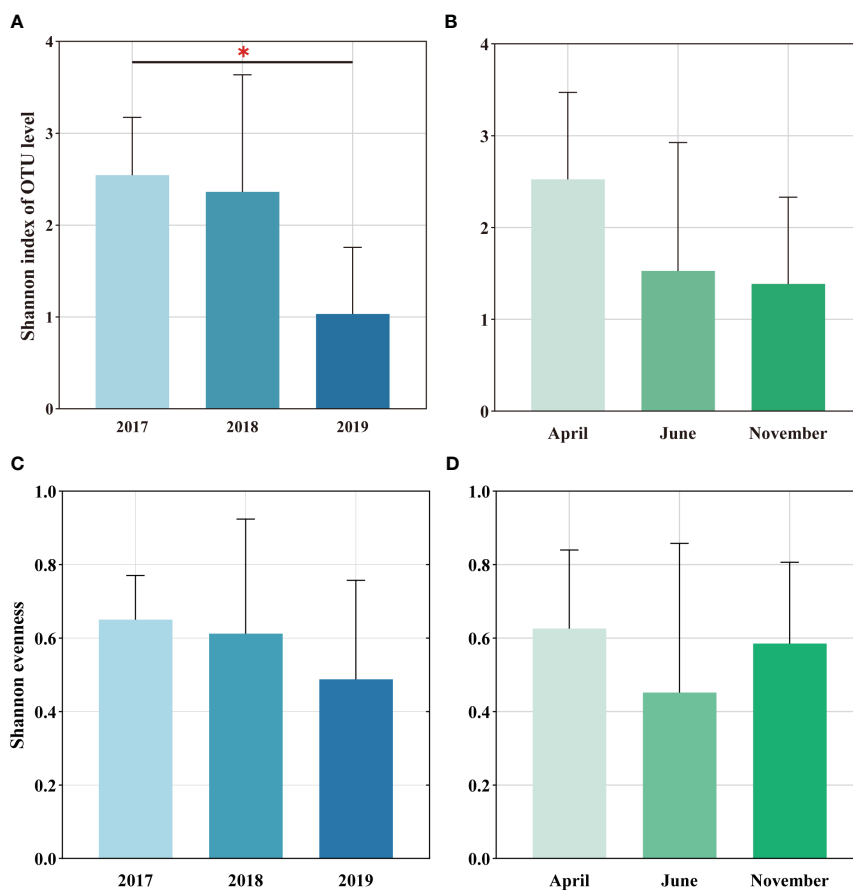 A
B
*
Shannon index of OTU level
4
3
2
1
0
2017 2018 2019
4
3
2
1
0
April June November
C
D
Shannon evenness
1.0
0.8
0.6
0.4
0.2
0.0
2017 2018 2019
1.0
0.8
0.6
0.4
0.2
0.0
April June November